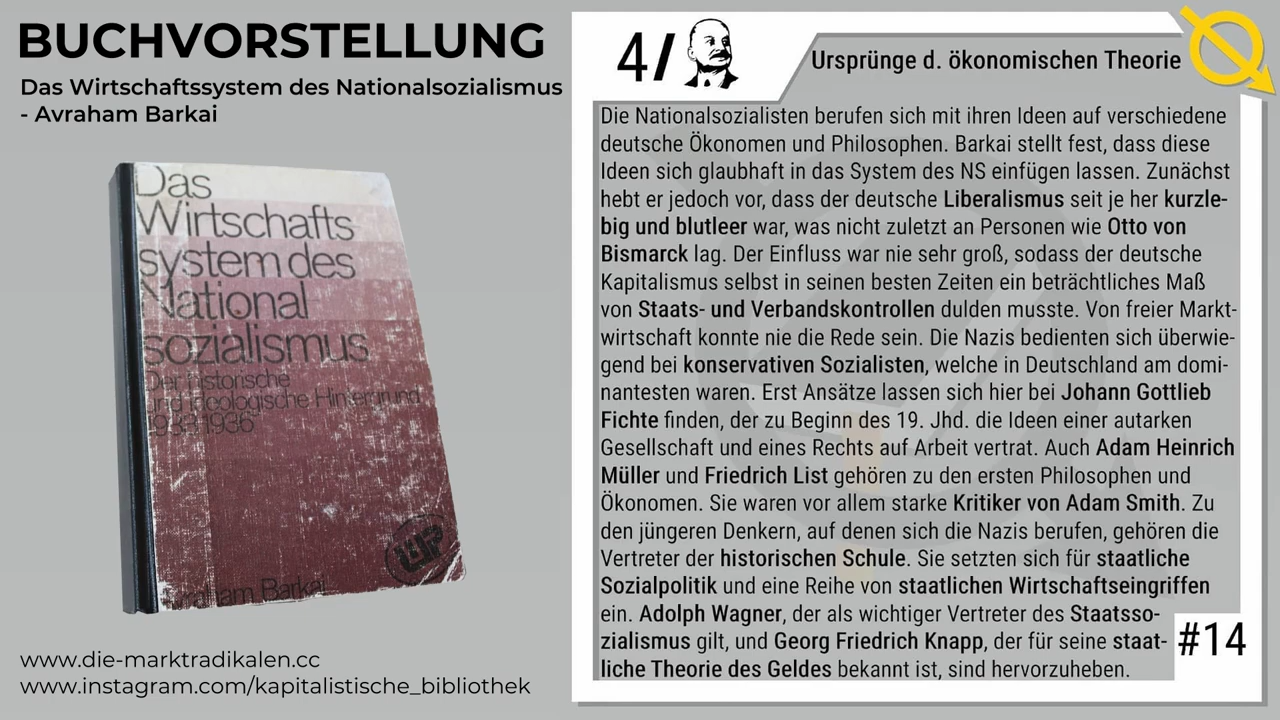 BUCHVORSTELLUNG
Das Wirtschaftssystem des Nationalsozialismus
- Avraham Barkai
Das
Wirtschafts
system des
National
sozialismus
Der historische
und ideologische Hintergrund
1933 1936
Avraham Barkai
www.die-marktradikalen.cc
www.instagram.com/kapitalistische_bibliothek
4/
Ursprünge d. ökonomischen Theorie
Die Nationalsozialisten berufen sich mit ihren Ideen auf verschiedene
deutsche Ökonomen und Philosophen. Barkai stellt fest, dass diese
Ideen sich glaubhaft in das System des NS einfügen lassen. Zunächst
hebt er jedoch vor, dass der deutsche Liberalismus seit je her kurzle-
big und blutleer war, was nicht zuletzt an Personen wie Otto von
Bismarck lag. Der Einfluss war nie sehr groß, sodass der deutsche
Kapitalismus selbst in seinen besten Zeiten ein beträchtliches Maß
von Staats- und Verbandskontrollen dulden musste. Von freier Markt-
wirtschaft konnte nie die Rede sein. Die Nazis bedienten sich überwie-
gend bei konservativen Sozialisten, welche in Deutschland am domi-
nantesten waren. Erst Ansätze lassen sich hier bei Johann Gottlieb
Fichte finden, der zu Beginn des 19. Jhd. die Ideen einer autarken
Gesellschaft und eines Rechts auf Arbeit vertrat. Auch Adam Heinrich
Müller und Friedrich List gehören zu den ersten Philosophen und
Ökonomen. Sie waren vor allem starke Kritiker von Adam Smith. Zu
den jüngeren Denkern, auf denen sich die Nazis berufen, gehören die
Vertreter der historischen Schule. Sie setzten sich für staatliche
Sozialpolitik und eine Reihe von staatlichen Wirtschaftseingriffen
ein. Adolph Wagner, der als wichtiger Vertreter des Staatsso-
zialismus gilt, und Georg Friedrich Knapp, der für seine staat-
liche Theorie des Geldes bekannt ist, sind hervorzuheben.
#14